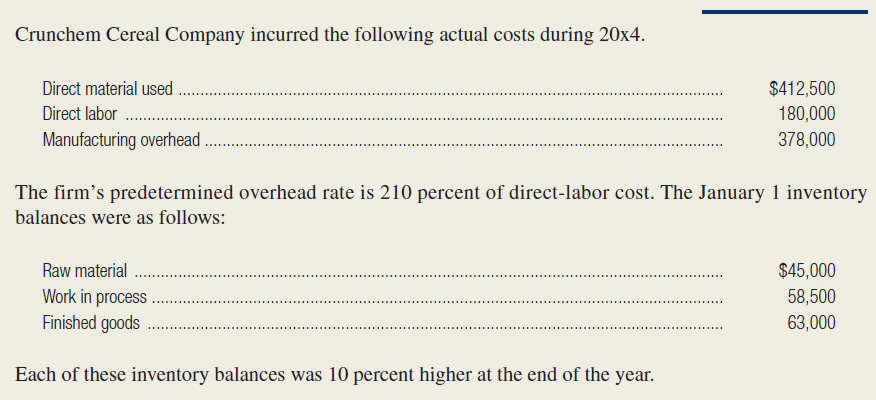 Crunchem Cereal Company incurred the following actual costs during 20x4.
Direct material used ........................................ $412,500
Direct labor ........................................ 180,000
Manufacturing overhead ........................................ 378,000
The firm’s predetermined overhead rate is 210 percent of direct-labor cost. The January 1 inventory
balances were as follows:
Raw material ........................................ $45,000
Work in process ........................................ 58,500
Finished goods ........................................ 63,000
Each of these inventory balances was 10 percent higher at the end of the year.